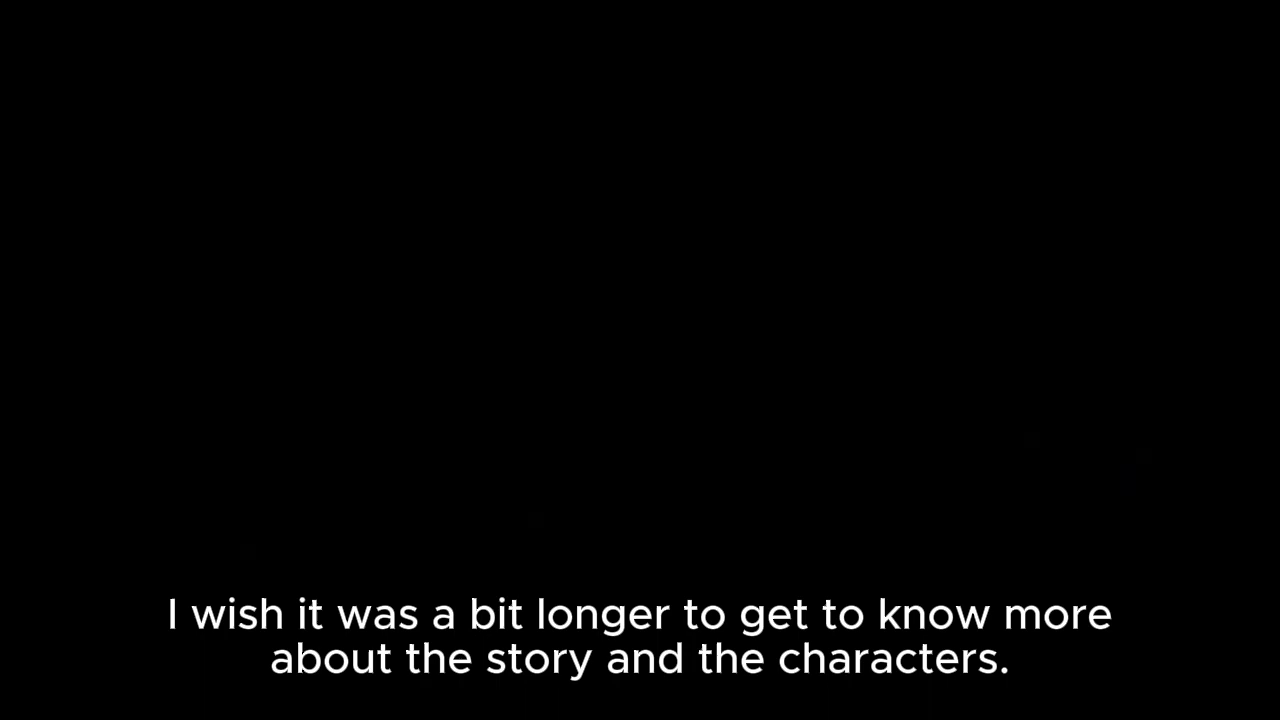 I wish it was a bit longer to get to know more
about the story and the characters.